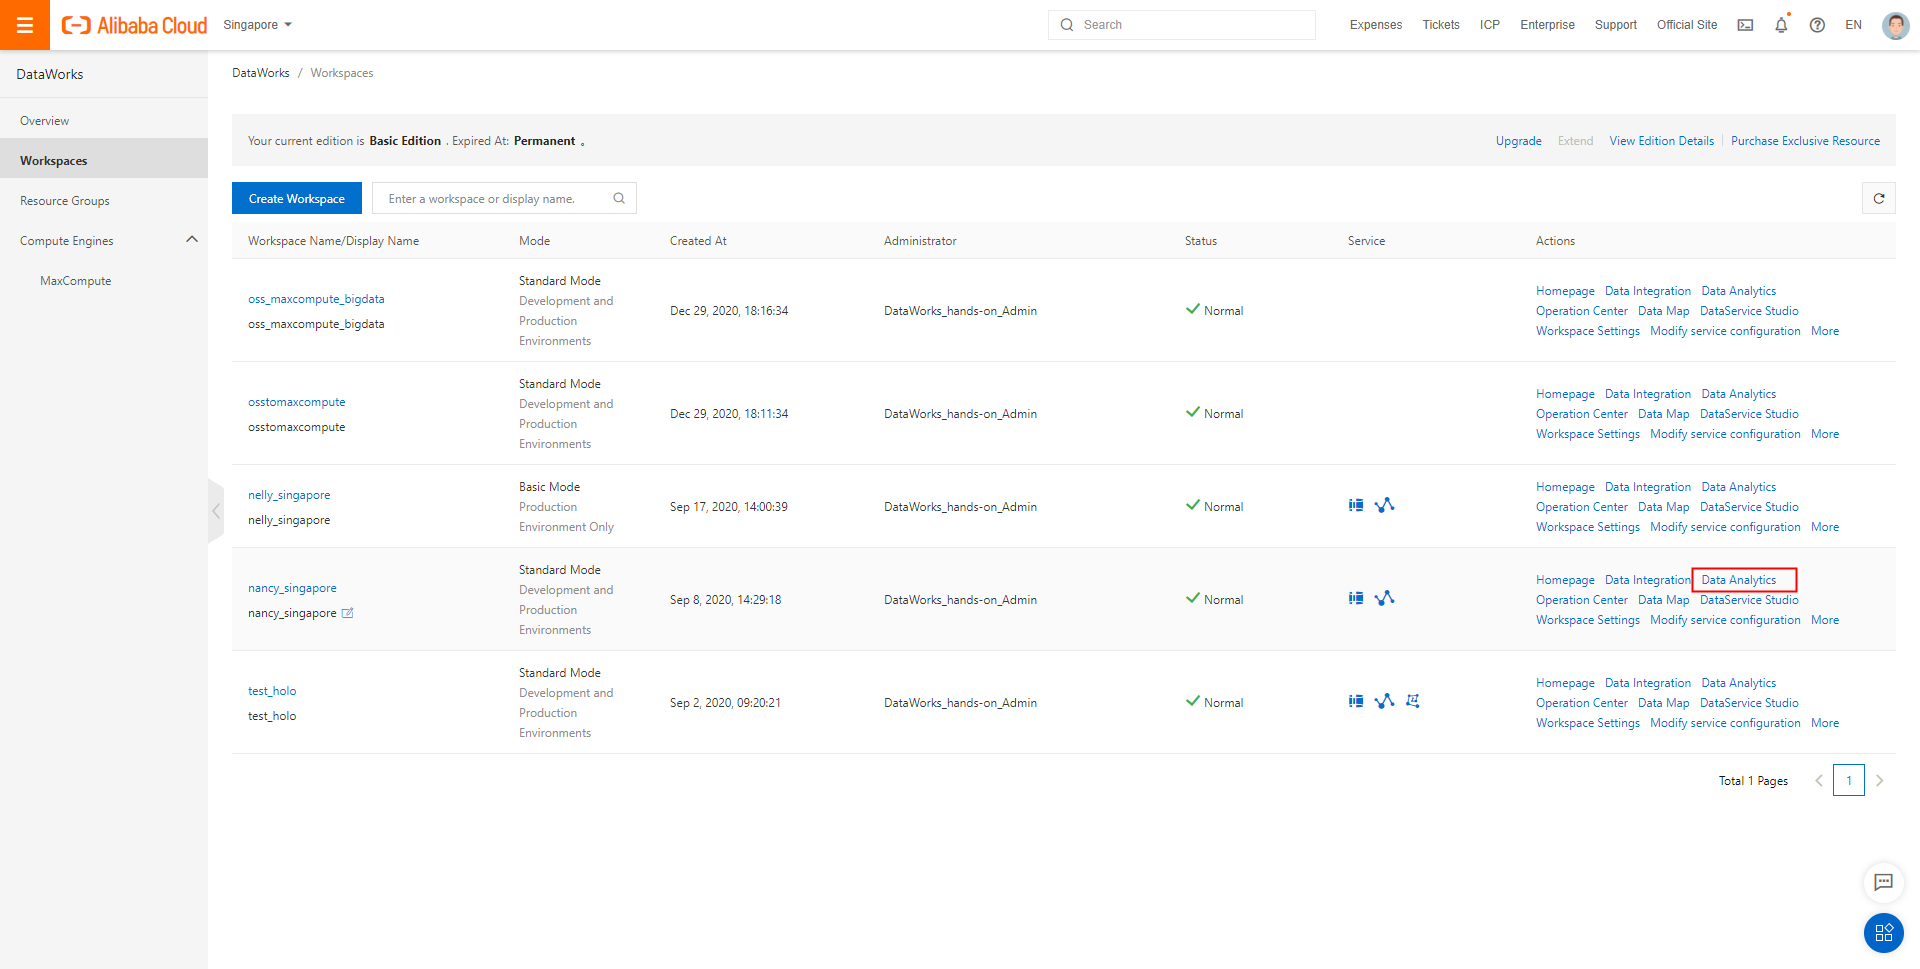 Alibaba Cloud Singapore Search Expenses Tickets ICP Enterprise Support Official Site EN
DataWorks
Overview
Workspaces
Resource Groups
Compute Engines
MaxCompute
DataWorks / Workspaces
Your current edition is Basic Edition . Expired At: Permanent 。 Upgrade Extend View Edition Details Purchase Exclusive Resource
Create Workspace Enter a workspace or display name.
Workspace Name/Display Name Mode Created At Administrator Status Service Actions
oss_maxcompute_bigdata
oss_maxcompute_bigdata
Standard Mode
Development and
Production
Environments
Dec 29, 2020, 18:16:34
DataWorks_hands-on_Admin
Normal
Homepage Data Integration Data Analytics
Operation Center Data Map DataService Studio
Workspace Settings Modify service configuration More
osstomaxcompute
osstomaxcompute
Standard Mode
Development and
Production
Environments
Dec 29, 2020, 18:11:34
DataWorks_hands-on_Admin
Normal
Homepage Data Integration Data Analytics
Operation Center Data Map DataService Studio
Workspace Settings Modify service configuration More
nelly_singapore
nelly_singapore
Basic Mode
Production
Environment Only
Sep 17, 2020, 14:00:39
DataWorks_hands-on_Admin
Normal
Homepage Data Integration Data Analytics
Operation Center Data Map DataService Studio
Workspace Settings Modify service configuration More
nancy_singapore
nancy_singapore
Standard Mode
Development and
Production
Environments
Sep 8, 2020, 14:29:18
DataWorks_hands-on_Admin
Normal
Homepage Data Integration Data Analytics
Operation Center Data Map DataService Studio
Workspace Settings Modify service configuration More
test_holo
test_holo
Standard Mode
Development and
Production
Environments
Sep 2, 2020, 09:20:21
DataWorks_hands-on_Admin
Normal
Homepage Data Integration Data Analytics
Operation Center Data Map DataService Studio
Workspace Settings Modify service configuration More
Total 1 Pages 1